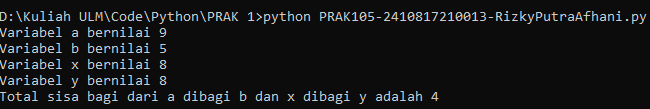 D:\Kuliah ULM\Code\Python\PRAK 1>python PRAK105-2410817210013-RizkyPutraAfhani.py
Variabel a bernilai 9
Variabel b bernilai 5
Variabel x bernilai 8
Variabel y bernilai 8
Total sisa bagi dari a dibagi b dan x dibagi y adalah 4